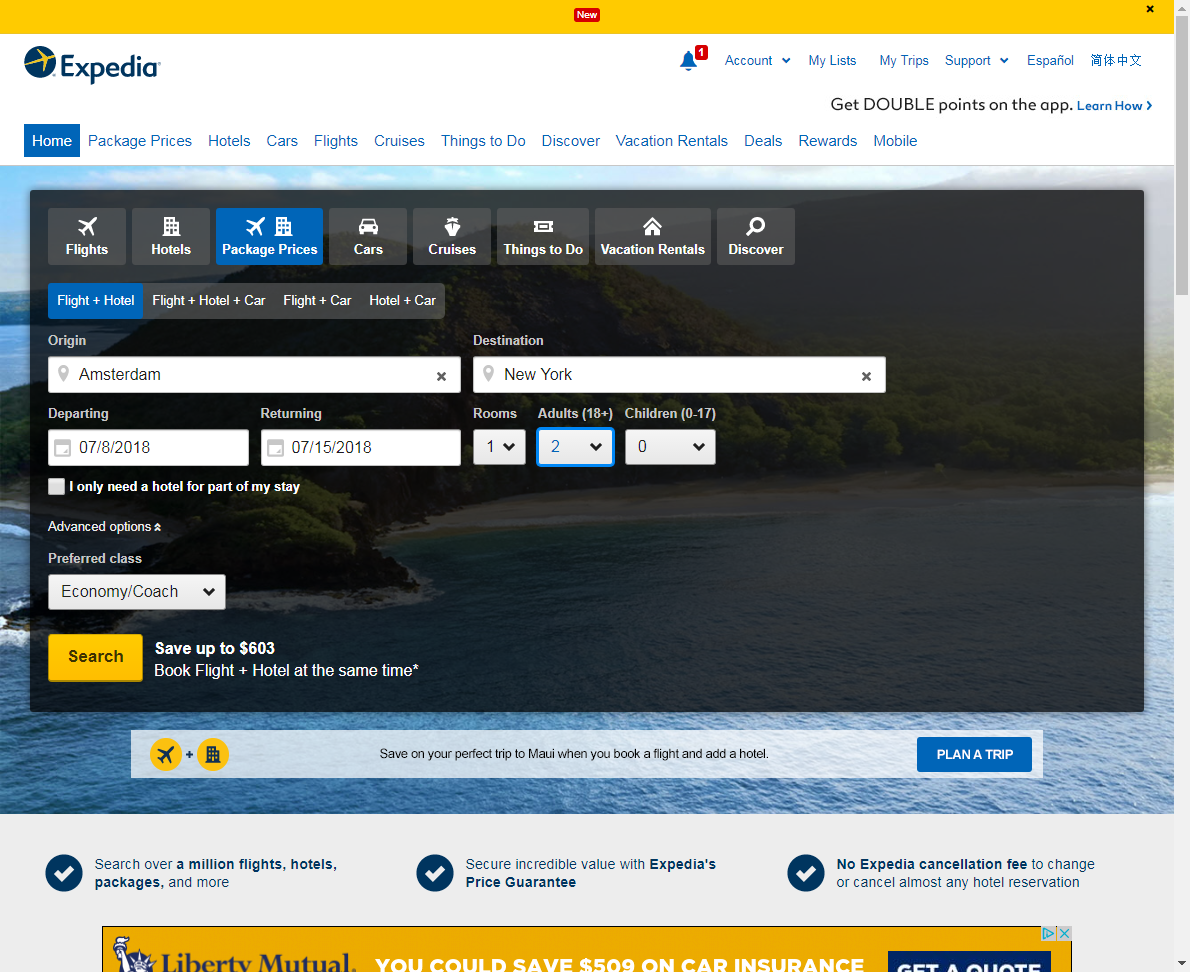 New
Expedia
1
Account
My Lists
My Trips
Support
Español
简体中文
Get DOUBLE points on the app. Learn How
Home
Package Prices
Hotels
Cars
Flights
Cruises
Things to Do
Discover
Vacation Rentals
Deals
Rewards
Mobile
Flights
Hotels
Package Prices
Cars
Cruises
Things to Do
Vacation Rentals
Discover
Flight + Hotel
Flight + Hotel + Car
Flight + Car
Hotel + Car
Origin
Destination
Amsterdam
New York
Departing
Returning
Rooms
Adults (18+)
Children (0-17)
07/8/2018
07/15/2018
1
2
0
I only need a hotel for part of my stay
Advanced options
Preferred class
Economy/Coach
Search
Save up to $603
Book Flight + Hotel at the same time*
Save on your perfect trip to Maui when you book a flight and add a hotel.
PLAN A TRIP
Search over a million flights, hotels,
packages, and more
Secure incredible value with Expedia's
Price Guarantee
No Expedia cancellation fee to change
or cancel almost any hotel reservation
Liberty Mutual.
YOU COULD SAVE $509 ON CAR INSURANCE
GET A QUOTE